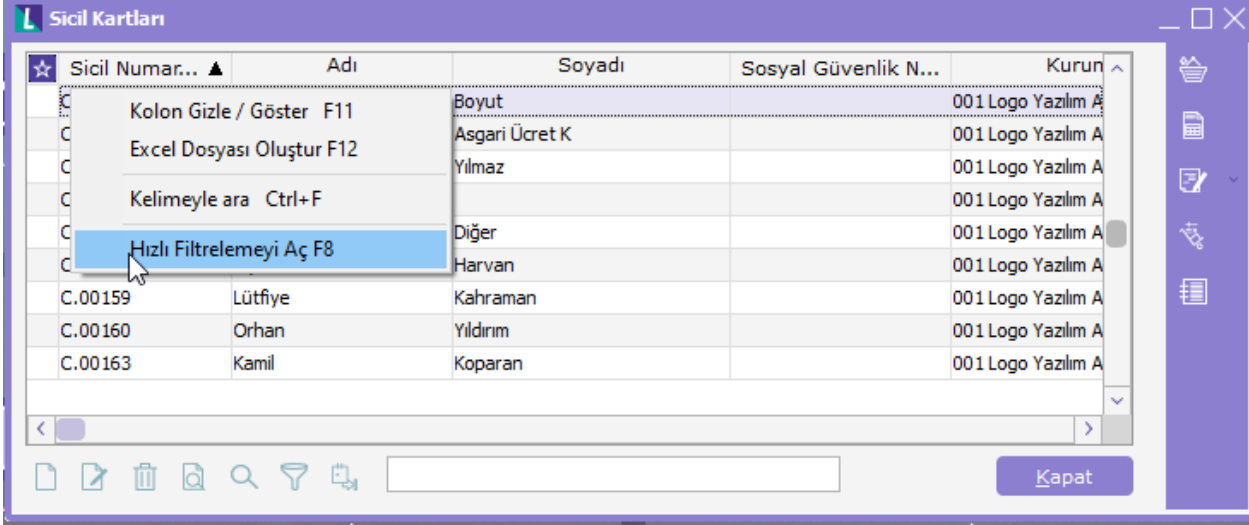 Sicil Kartları
Sicil Numar... Adı Soyadı Sosyal Güvenlik N... Kurun
Boyut 001 Logo Yazılım A
Asgari Ücret K 001 Logo Yazılım A
Yılmaz 001 Logo Yazılım A
001 Logo Yazılım A
Diğer 001 Logo Yazılım A
Harvan 001 Logo Yazılım A
C.00159 Lütfiye Kahraman 001 Logo Yazılım A
C.00160 Orhan Yıldırım 001 Logo Yazılım A
C.00163 Kamil Koparan 001 Logo Yazılım A
Kolon Gizle / Göster F11
Excel Dosyası Oluştur F12
Kelimeyle ara Ctrl+F
Hızlı Filtrelemeyi Aç F8
Kapat